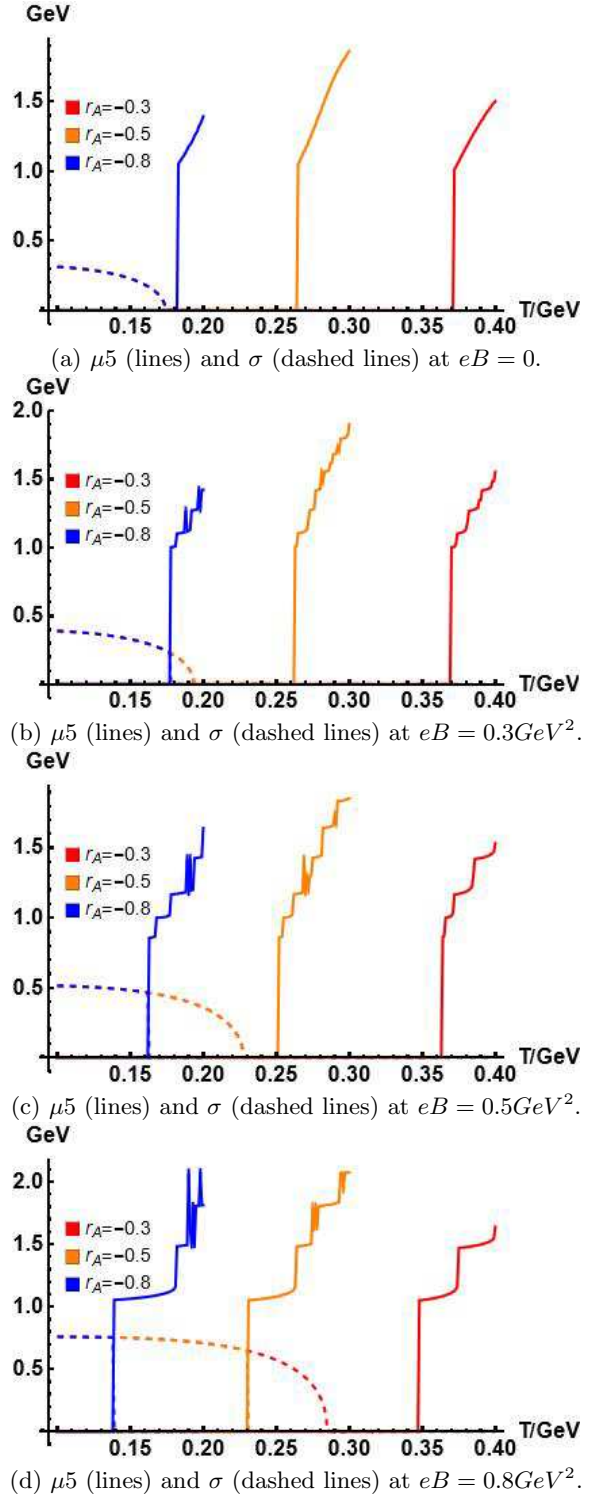 GeV
1.5
1.0
0.5
r_A=−0.3
r_A=−0.5
r_A=−0.8
0.15 0.20 0.25 0.30 0.35 0.40
T/GeV
(a) μ5 (lines) and σ (dashed lines) at eB = 0.
GeV
2.0
1.5
1.0
0.5
r_A=−0.3
r_A=−0.5
r_A=−0.8
0.15 0.20 0.25 0.30 0.35 0.40
T/GeV
(b) μ5 (lines) and σ (dashed lines) at eB = 0.3GeV².
GeV
1.5
1.0
0.5
r_A=−0.3
r_A=−0.5
r_A=−0.8
0.15 0.20 0.25 0.30 0.35 0.40
T/GeV
(c) μ5 (lines) and σ (dashed lines) at eB = 0.5GeV².
GeV
2.0
1.5
1.0
0.5
r_A=−0.3
r_A=−0.5
r_A=−0.8
0.15 0.20 0.25 0.30 0.35 0.40
T/GeV
(d) μ5 (lines) and σ (dashed lines) at eB = 0.8GeV².